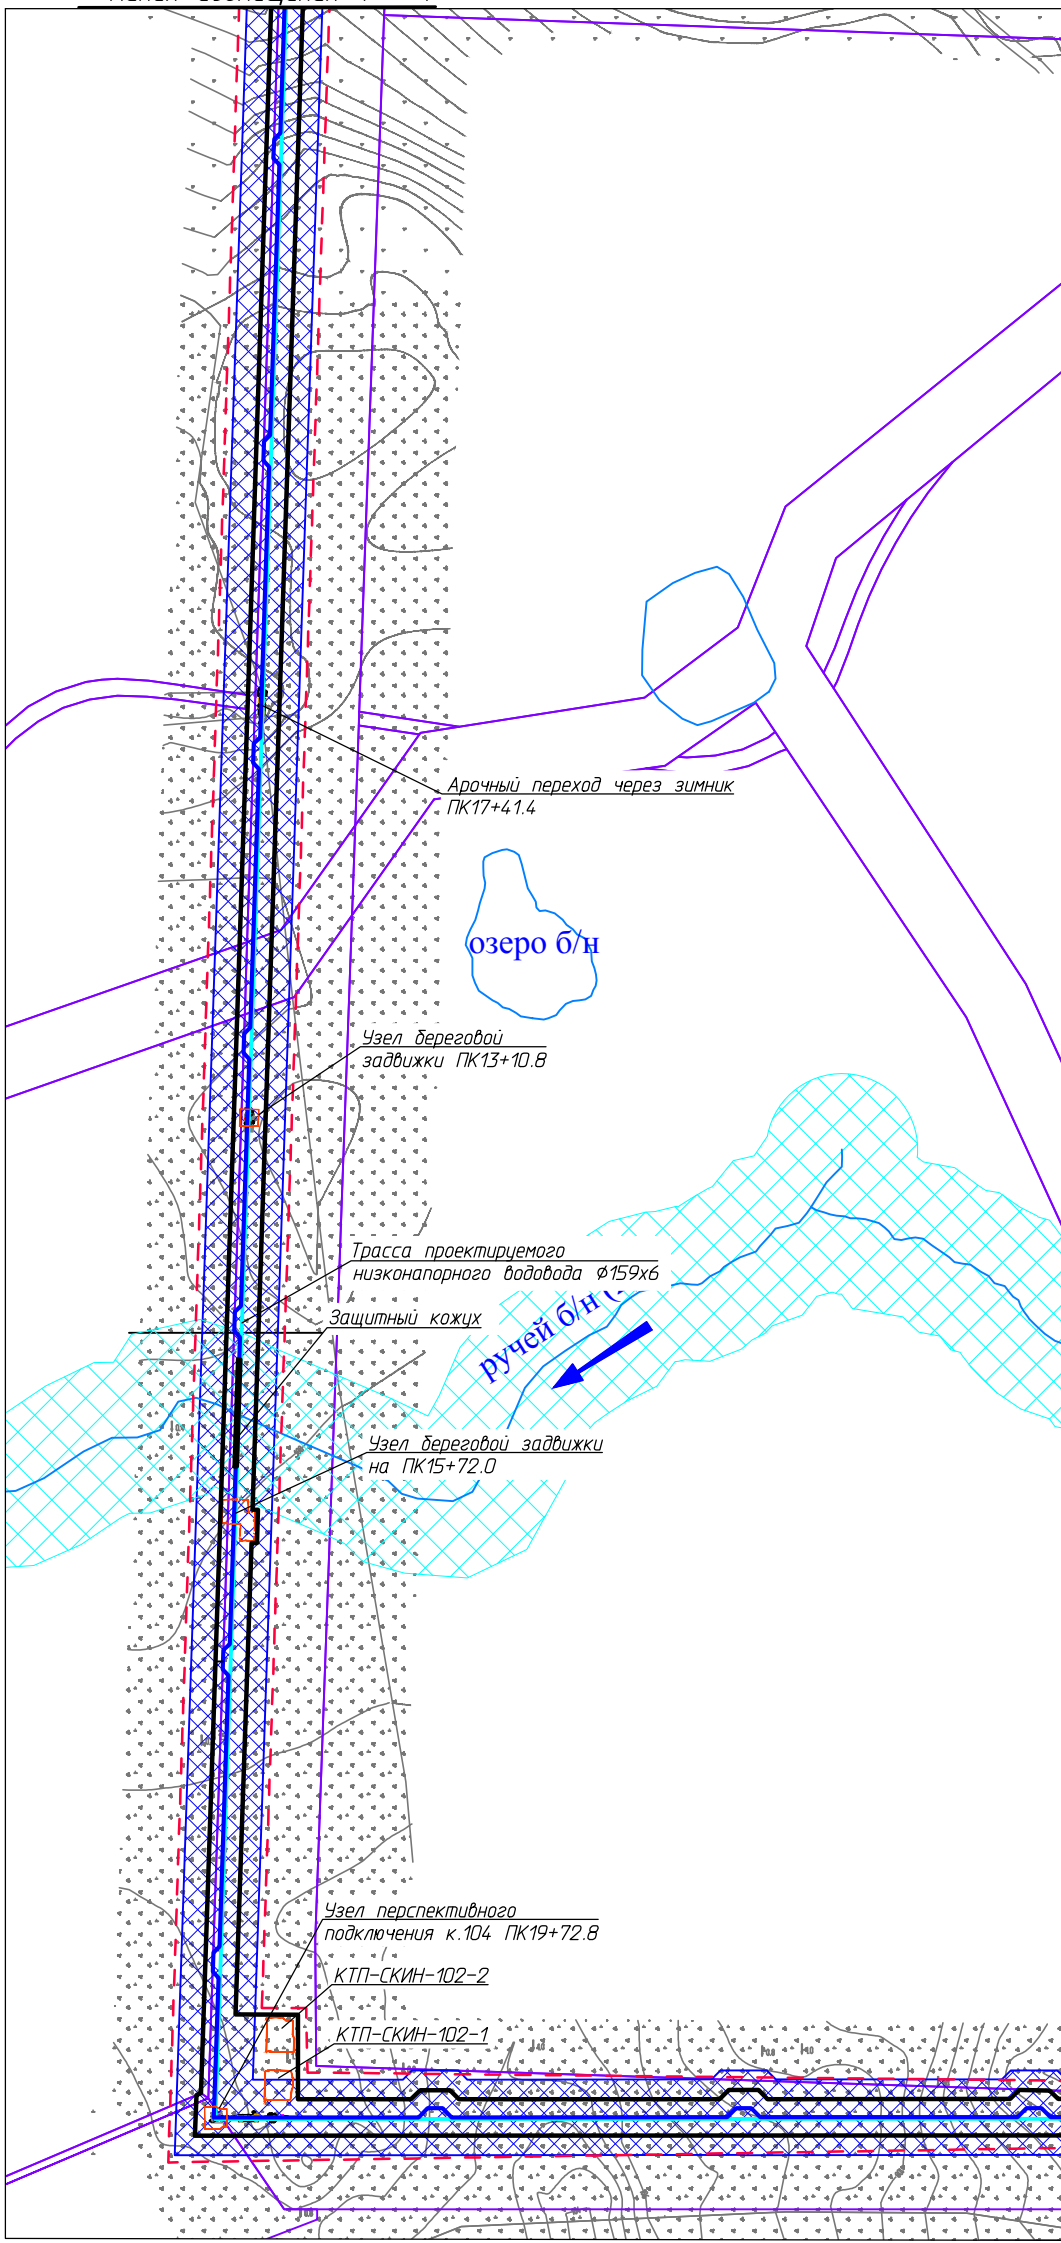 Арочный переход через зимник
ПК17+41.4
озеро б/н
Узел береговой
задвижки ПК13+10.8
Трасса проектируемого
низконапорного водовода Ф159х6
Защитный кожух
ручей б/н
Узел береговой задвижки
на ПК15+72.0
Узел перспективного
подключения к.104 ПК19+72.8
КТП-СКИН-102-2
КТП-СКИН-102-1